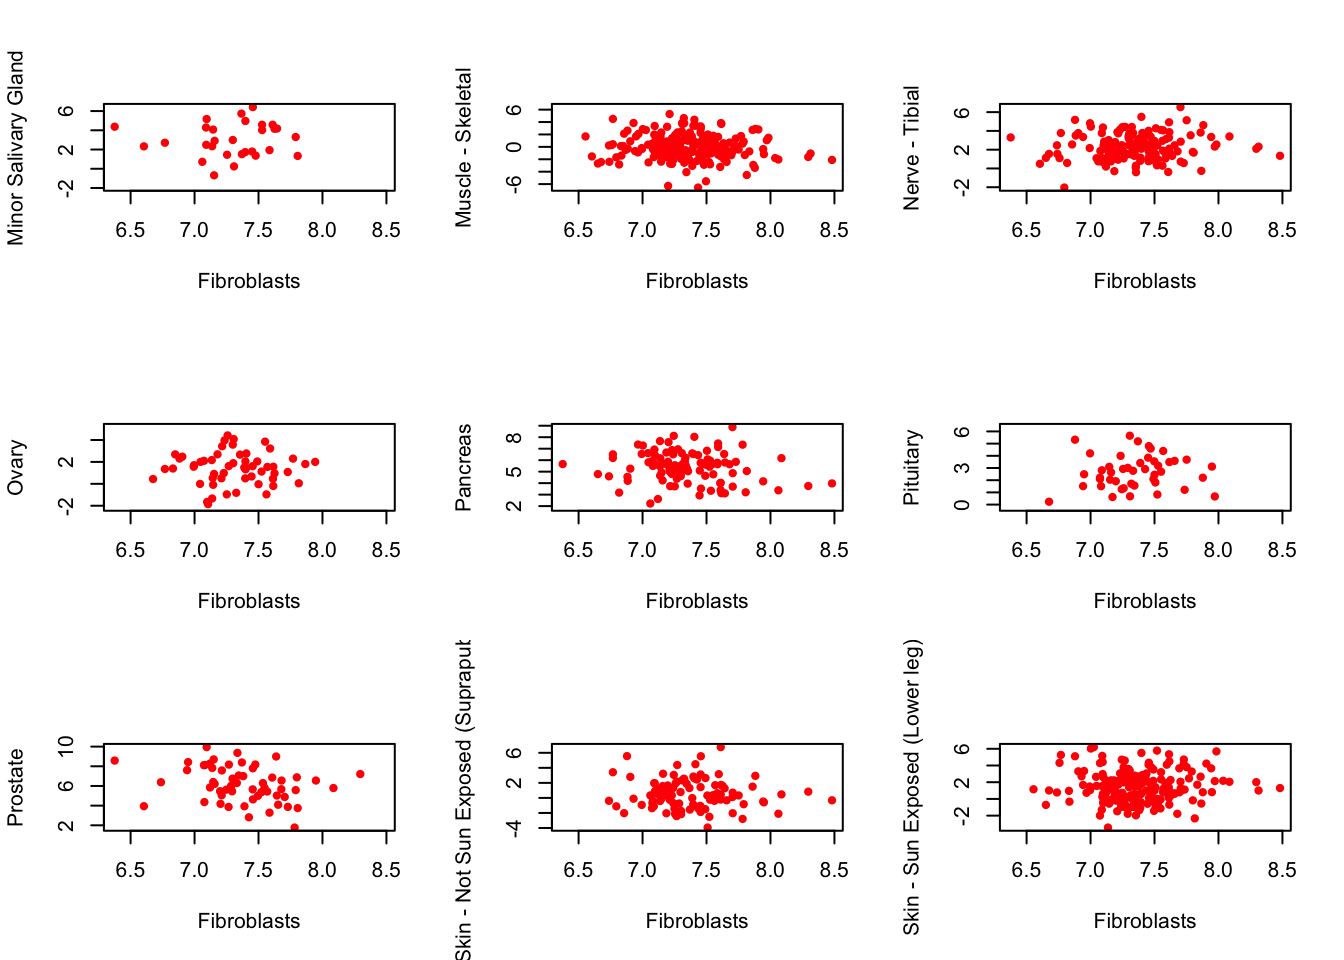 Minor Salivary Gland
6
2
-2
6.5 7.0 7.5 8.0 8.5
Fibroblasts
Muscle - Skeletal
6
0
-6
6.5 7.0 7.5 8.0 8.5
Fibroblasts
Nerve - Tibial
6
2
-2
6.5 7.0 7.5 8.0 8.5
Fibroblasts
Ovary
2
-2
6.5 7.0 7.5 8.0 8.5
Fibroblasts
Pancreas
8
5
2
6.5 7.0 7.5 8.0 8.5
Fibroblasts
Pituitary
6
3
0
6.5 7.0 7.5 8.0 8.5
Fibroblasts
Prostate
10
6
2
6.5 7.0 7.5 8.0 8.5
Fibroblasts
Skin - Not Sun Exposed (Suprapub
6
2
-4
6.5 7.0 7.5 8.0 8.5
Fibroblasts
Skin - Sun Exposed (Lower leg)
6
2
-2
6.5 7.0 7.5 8.0 8.5
Fibroblasts